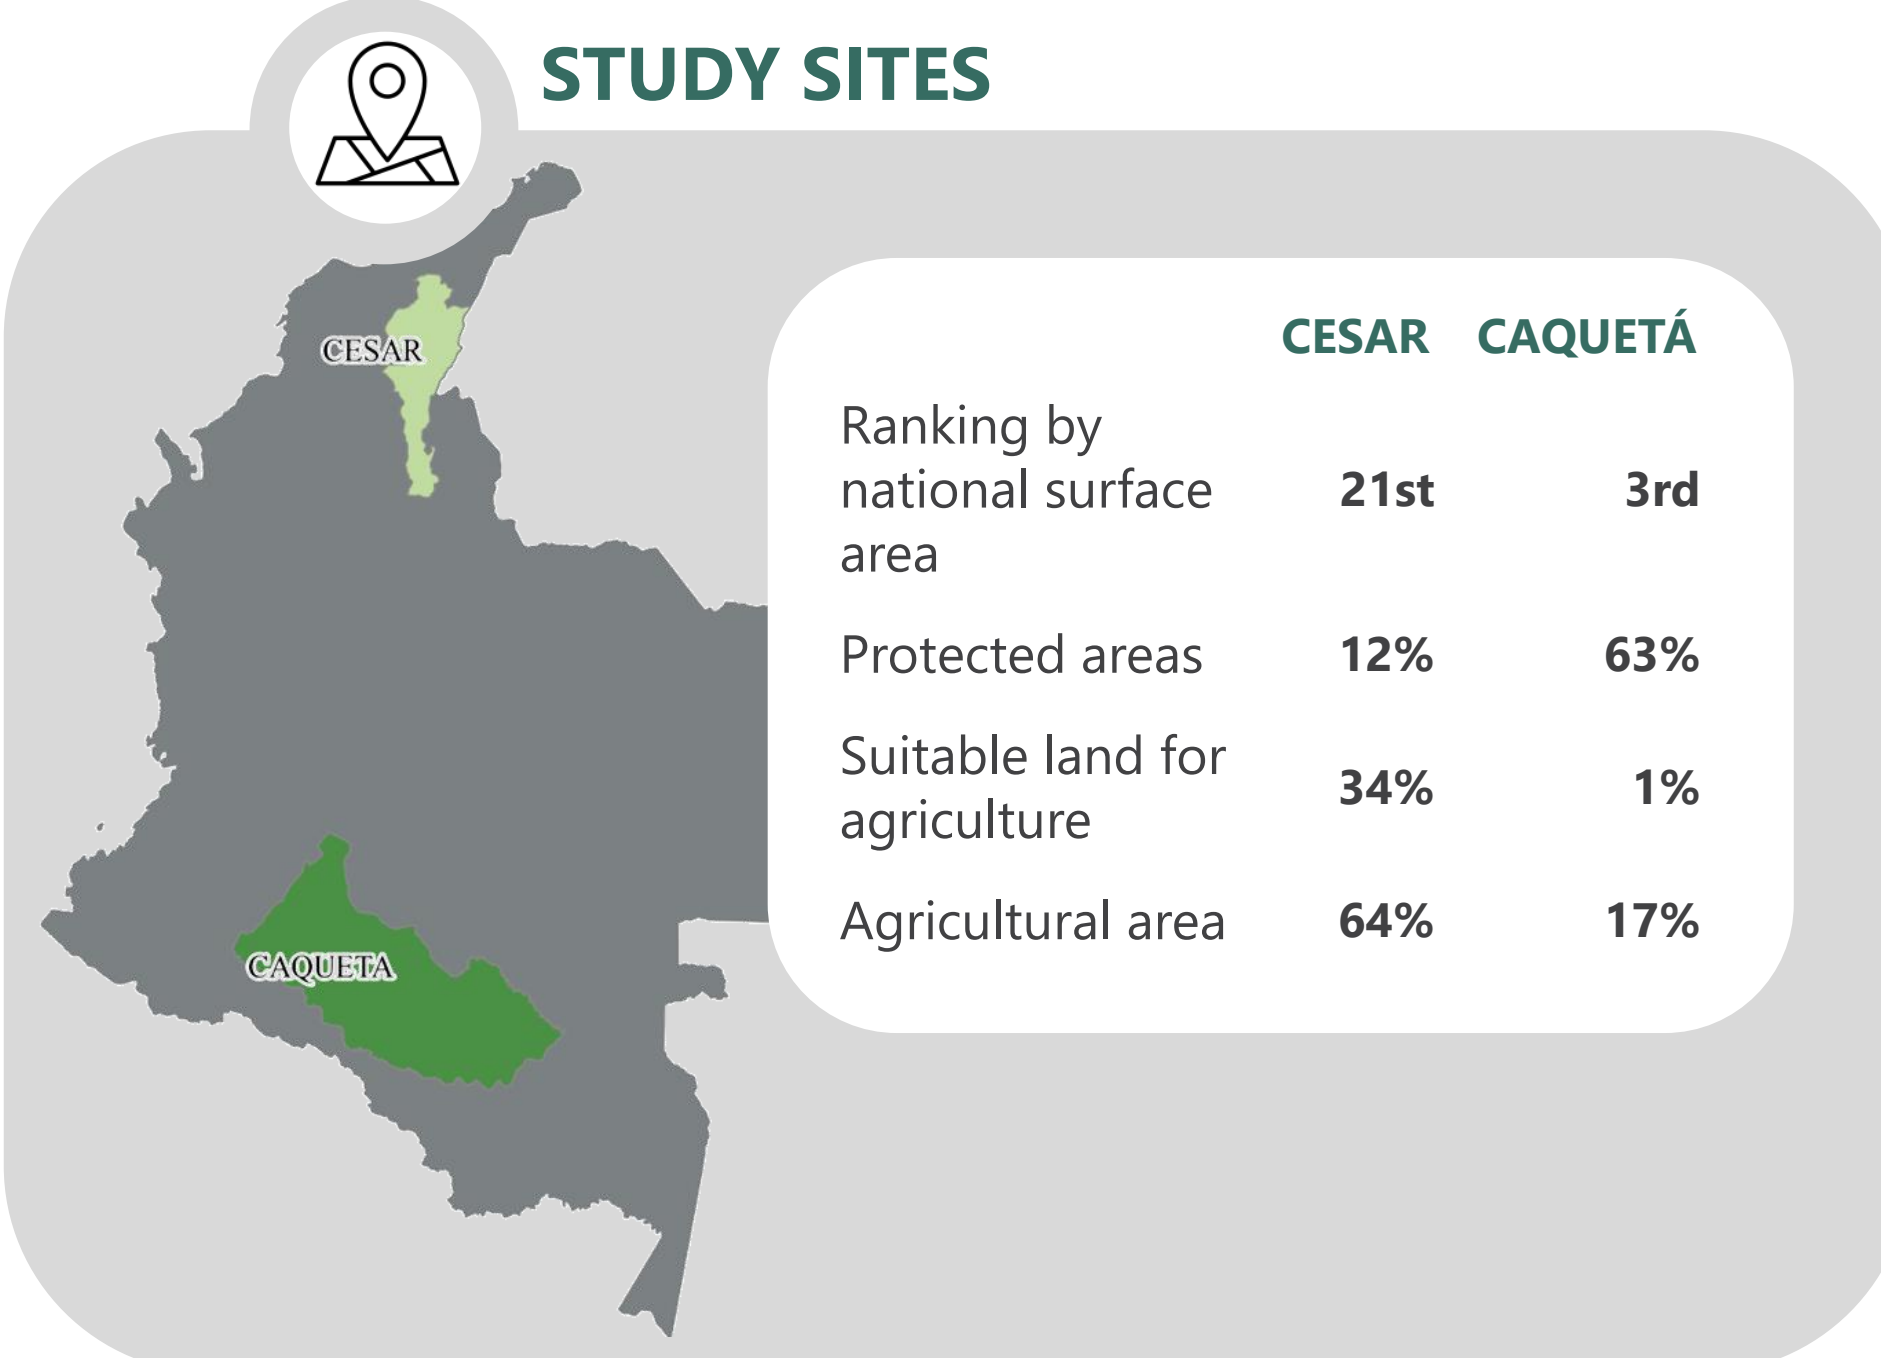 STUDY SITES
CESAR
CAQUETA
CESAR CAQUETÁ
Ranking by
national surface
area
21st 3rd
Protected areas 12% 63%
Suitable land for
agriculture
34% 1%
Agricultural area 64% 17%